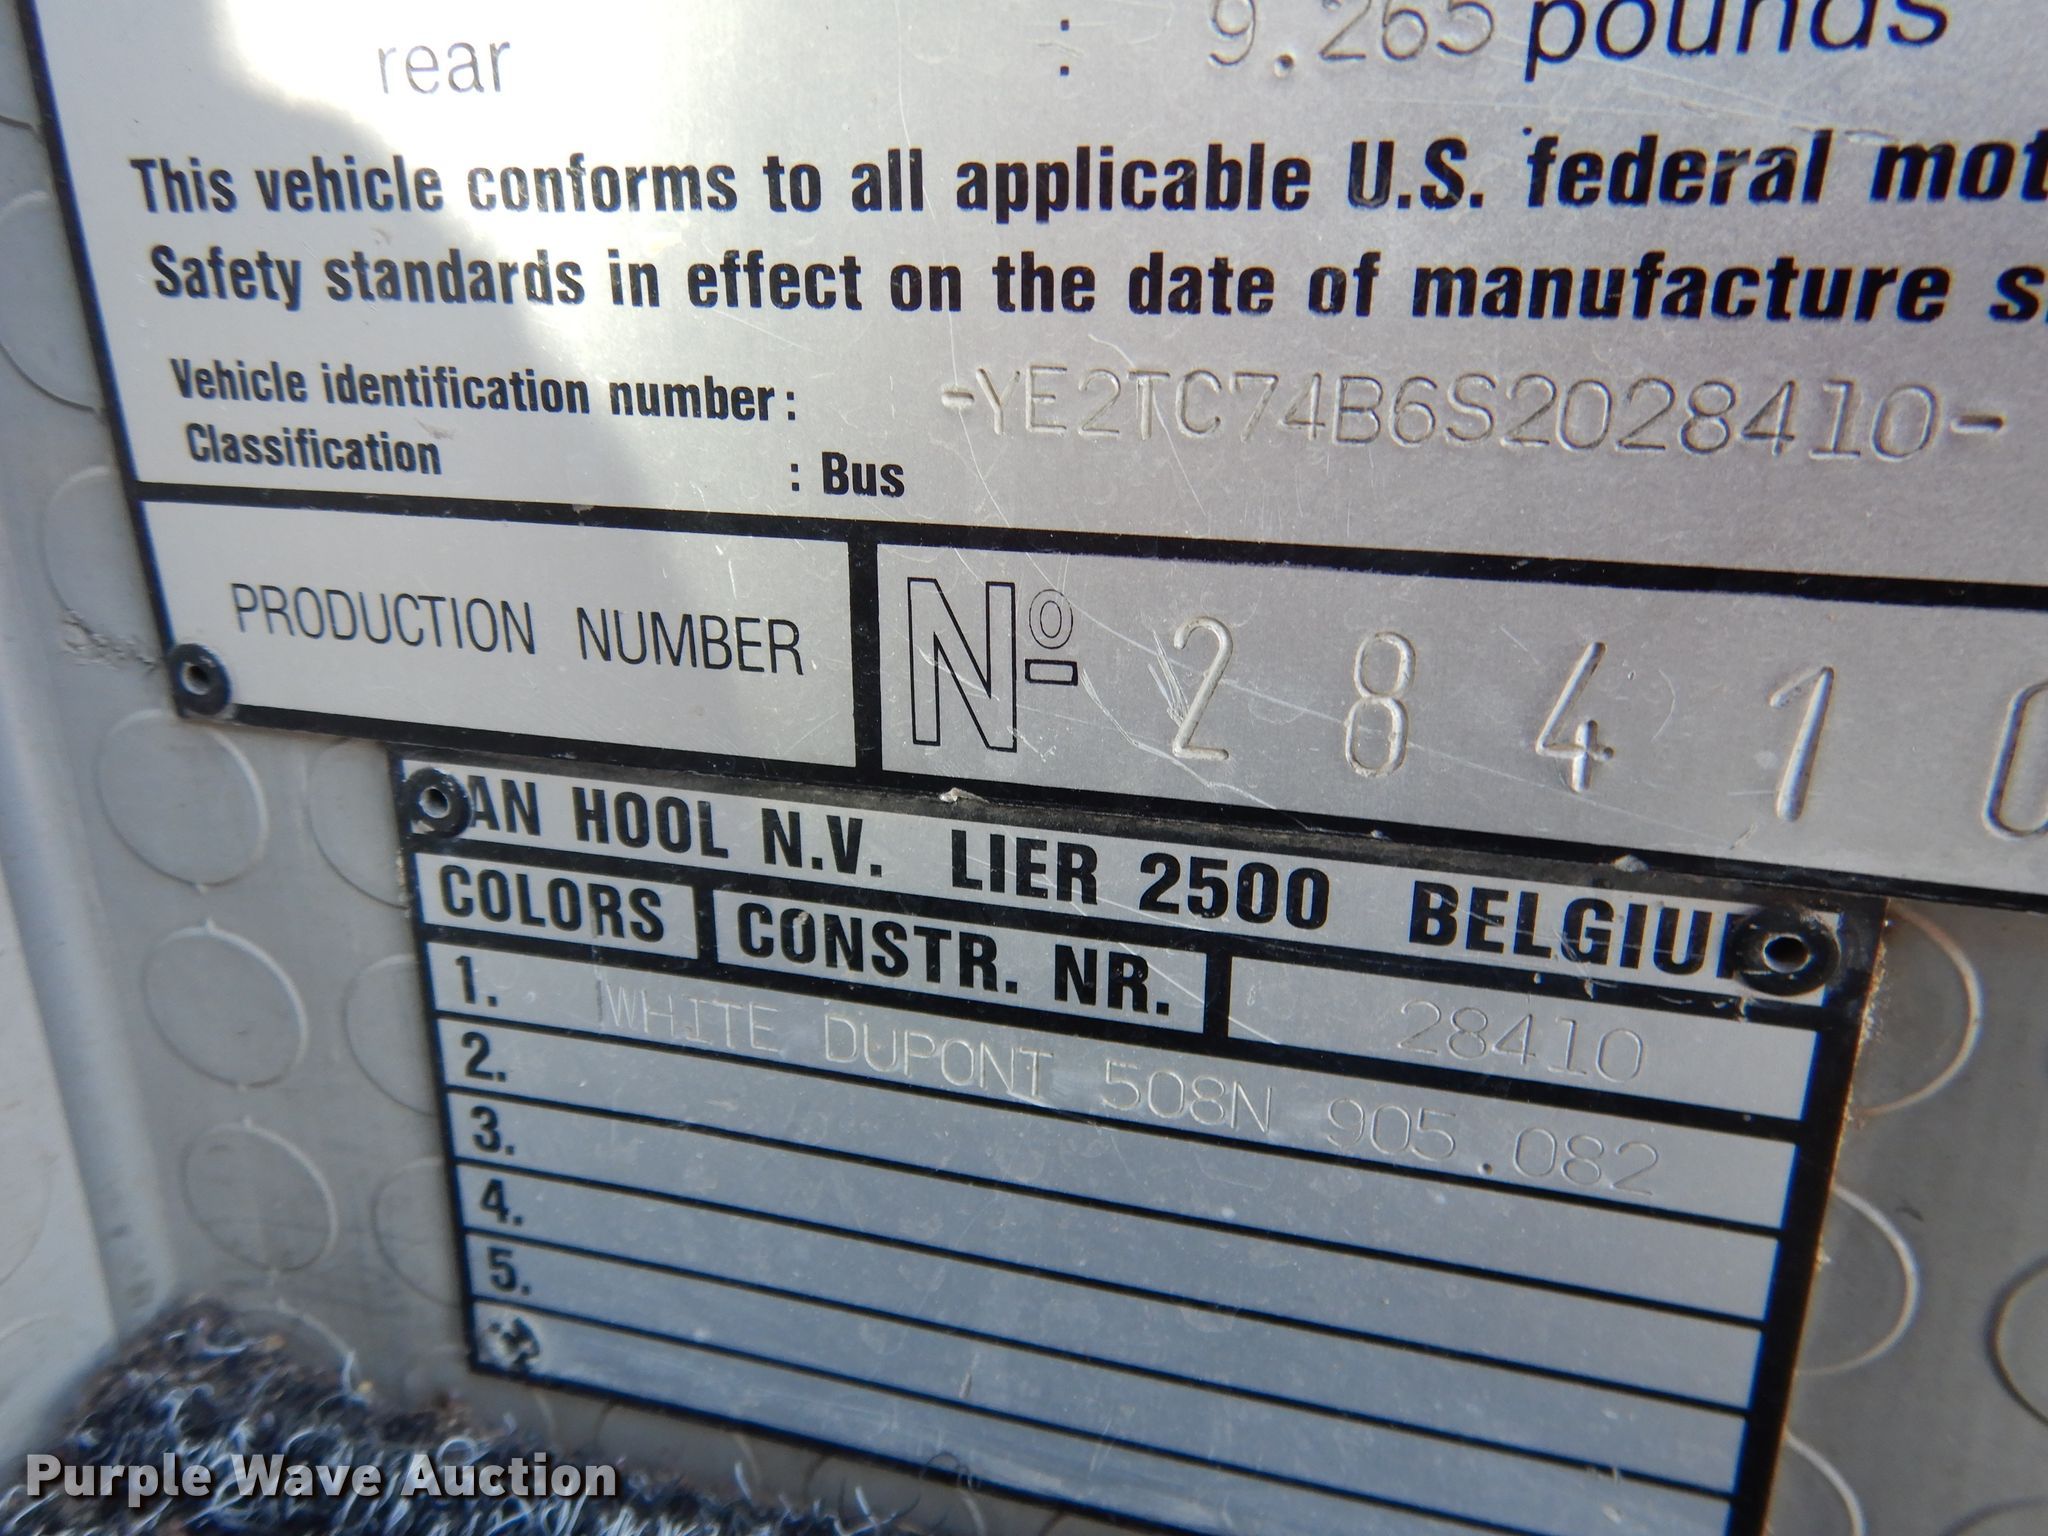 rear : 9.265 pounds
This vehicle conforms to all applicable U.S. federal mot
Safety standards in effect on the date of manufacture s
Vehicle identification number: -YE2TC74B6S2028410-
Classification : Bus
PRODUCTION NUMBER Nº 28410
AN HOOL N.V. LIER 2500 BELGIU
COLORS CONSTR. NR. 28410
1. WHITE DUPONT 508N 905.082
2.
3.
4.
5.
Purple Wave Auction